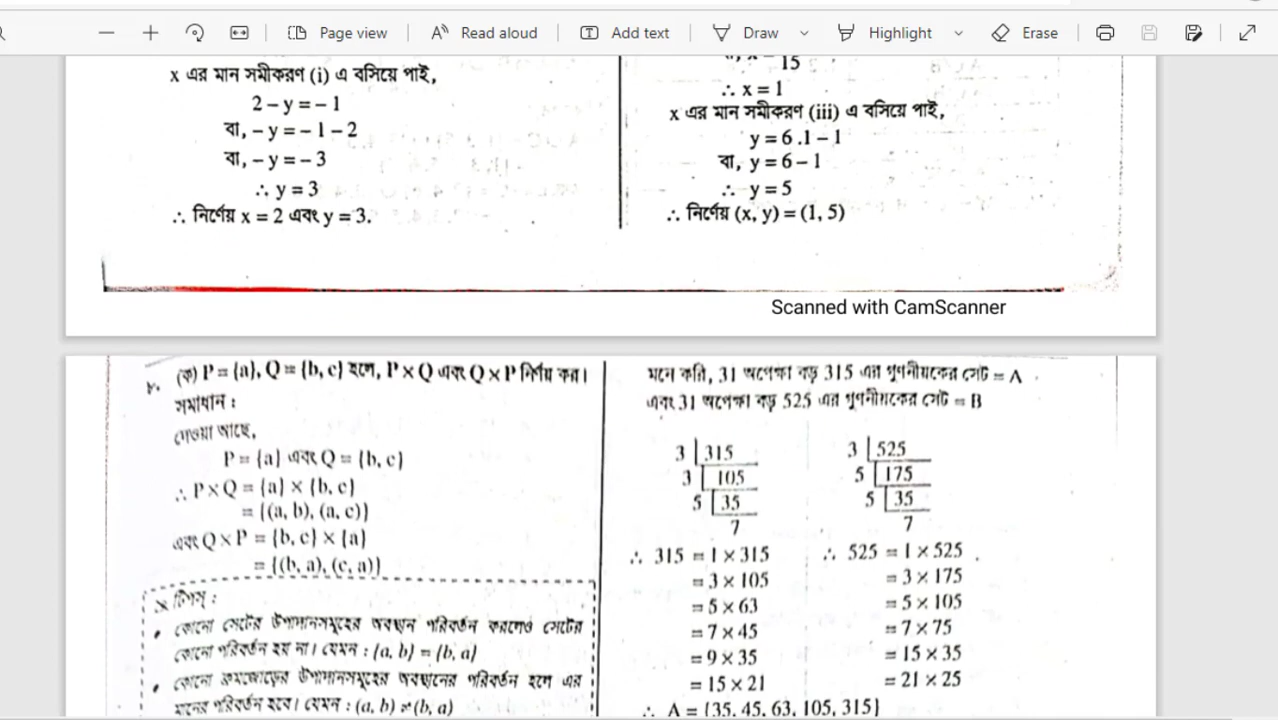 Page view
Read aloud
Add text
Draw
Highlight
Erase
x এর মান সমীকরণ (i) এ বসিয়ে পাই,
2 – y = – 1
বা, – y = – 1 – 2
বা, – y = – 3
∴ y = 3
∴ নির্ণেয় x = 2 এবং y = 3.
15
∴ x = 1
x এর মান সমীকরণ (iii) এ বসিয়ে পাই,
y = 6 .1 – 1
বা, y = 6 – 1
∴ y = 5
∴ নির্ণেয় (x, y) = (1, 5)
Scanned with CamScanner
৮. (ক) P = {a}, Q = {b, c} হলে, P × Q এবং Q × P নির্ণয় কর।
সমাধান :
দেওয়া আছে,
P = {a} এবং Q = {b, c}
∴ P × Q = {a} × {b, c}
= {(a, b), (a, c)}
এবং Q × P = {b, c} × {a}
= {(b, a), (c, a)}
টিপস্ :
• কোনো সেটের উপাদানসমূহের অবস্থান পরিবর্তন করলেও সেটের
কোনো পরিবর্তন হয় না। যেমন : {a, b} = {b, a}
• কোনো ক্রমজোড়ের উপাদানসমূহের অবস্থানের পরিবর্তন হলে এর
মানের পরিবর্তন হবে। যেমন : (a, b) ≠ (b, a)
মনে করি, 31 অপেক্ষা বড় 315 এর গুণনীয়কের সেট = A
এবং 31 অপেক্ষা বড় 525 এর গুণনীয়কের সেট = B
3 | 315
3 | 105
5 | 35
7
3 | 525
5 | 175
5 | 35
7
∴ 315 = 1 × 315
= 3 × 105
= 5 × 63
= 7 × 45
= 9 × 35
= 15 × 21
∴ 525 = 1 × 525
= 3 × 175
= 5 × 105
= 7 × 75
= 15 × 35
= 21 × 25
∴ A = {35, 45, 63, 105, 315}